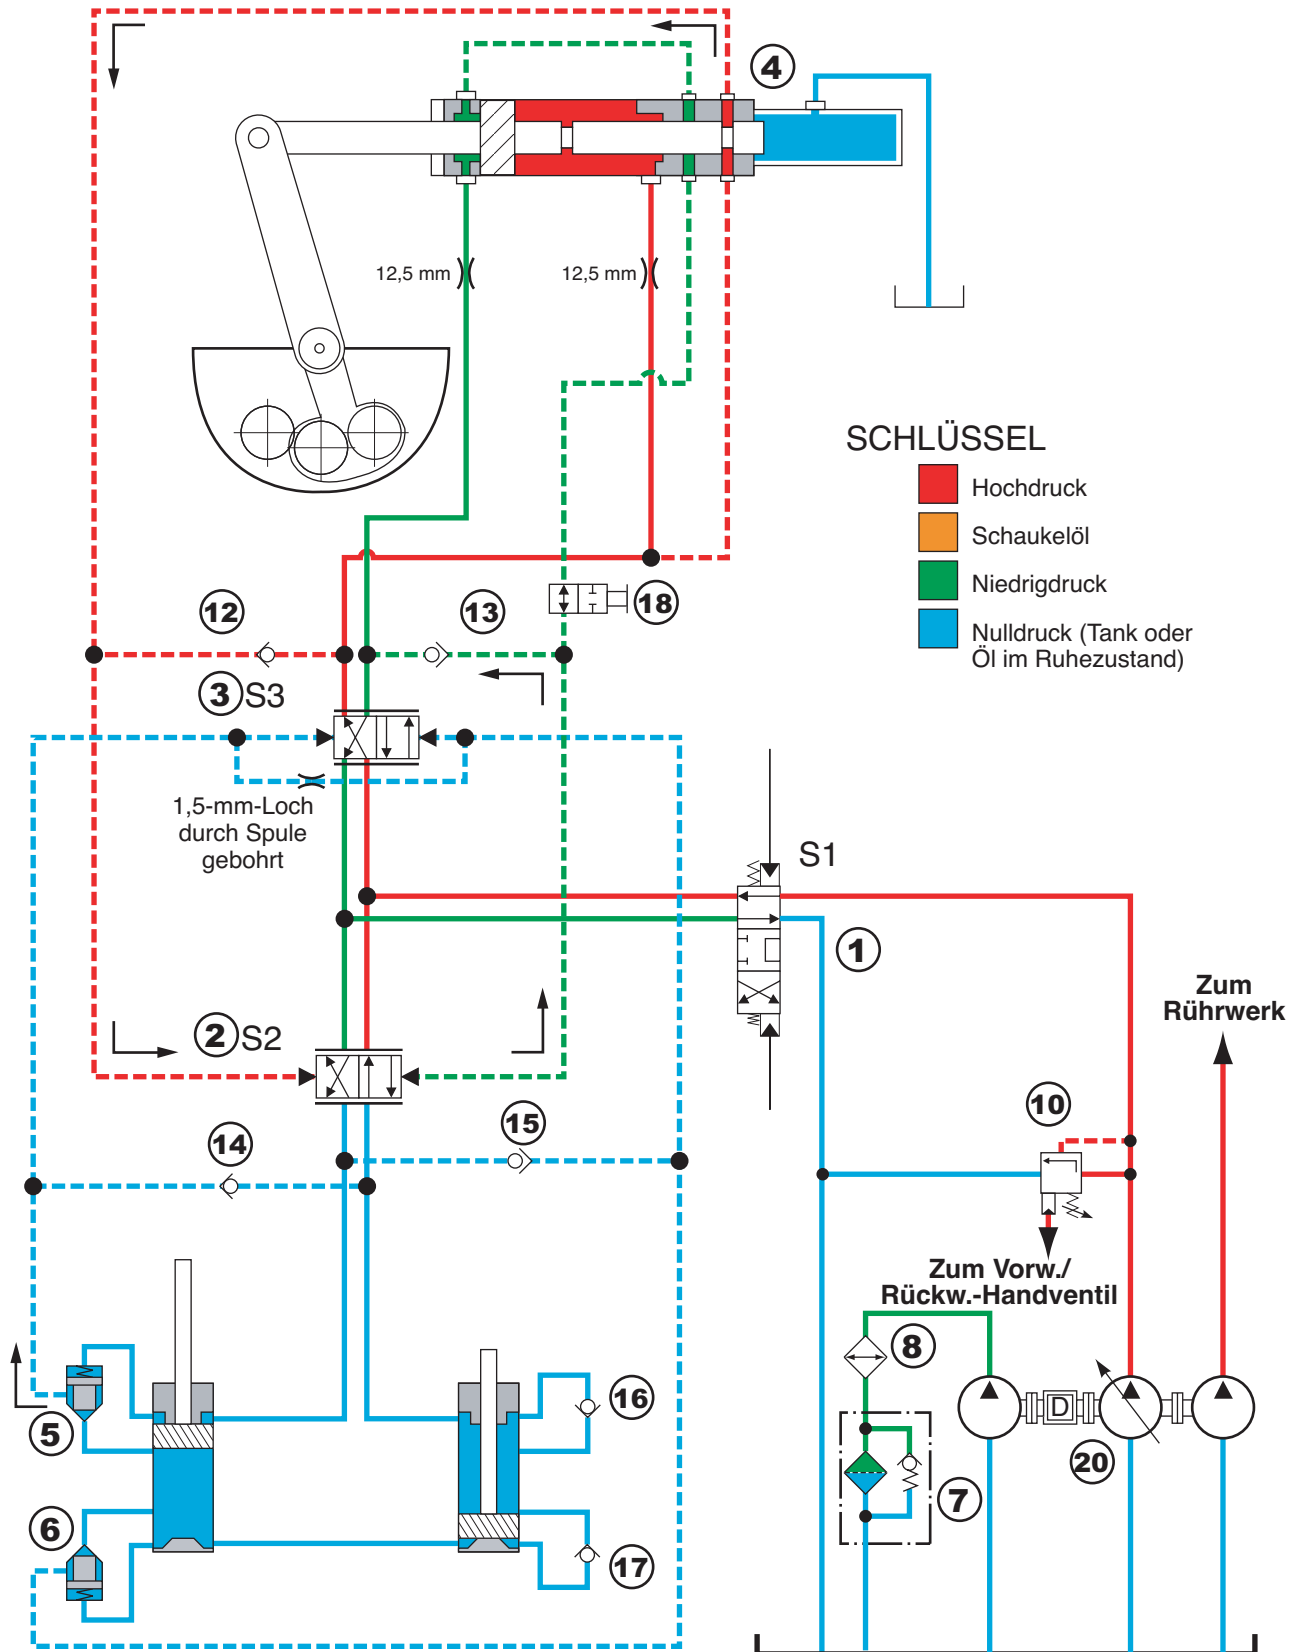 4
12,5 mm
12,5 mm
SCHLÜSSEL
Hochdruck
Schaukelöl
Niedrigdruck
Nulldruck (Tank oder
Öl im Ruhezustand)
12
13
18
3 S3
1,5-mm-Loch
durch Spule
gebohrt
S1
1
Zum
Rührwerk
2 S2
10
14
15
Zum Vorw./
Rückw.-Handventil
8
16
5
D
20
7
6
17